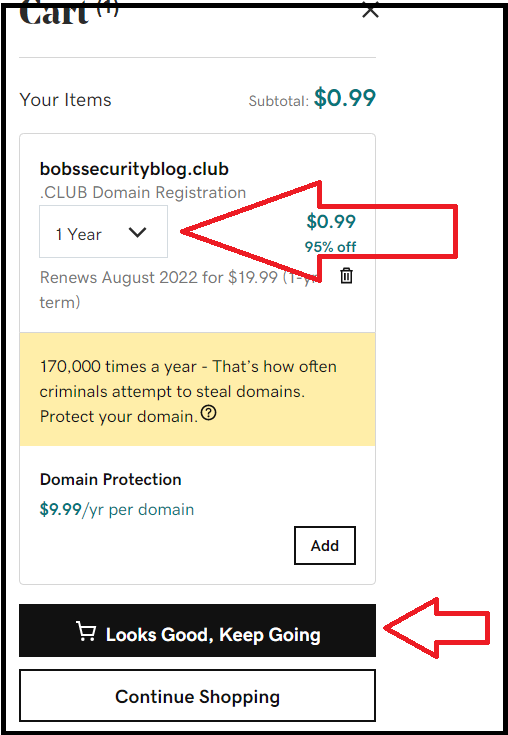 Cart (1)
Your Items
Subtotal: $0.99
bobssecurityblog.club
.CLUB Domain Registration
1 Year
$0.99
95% off
Renews August 2022 for $19.99 (1-yr
term)
170,000 times a year - That's how often
criminals attempt to steal domains.
Protect your domain. ?
Domain Protection
$9.99/yr per domain
Add
Looks Good, Keep Going
Continue Shopping